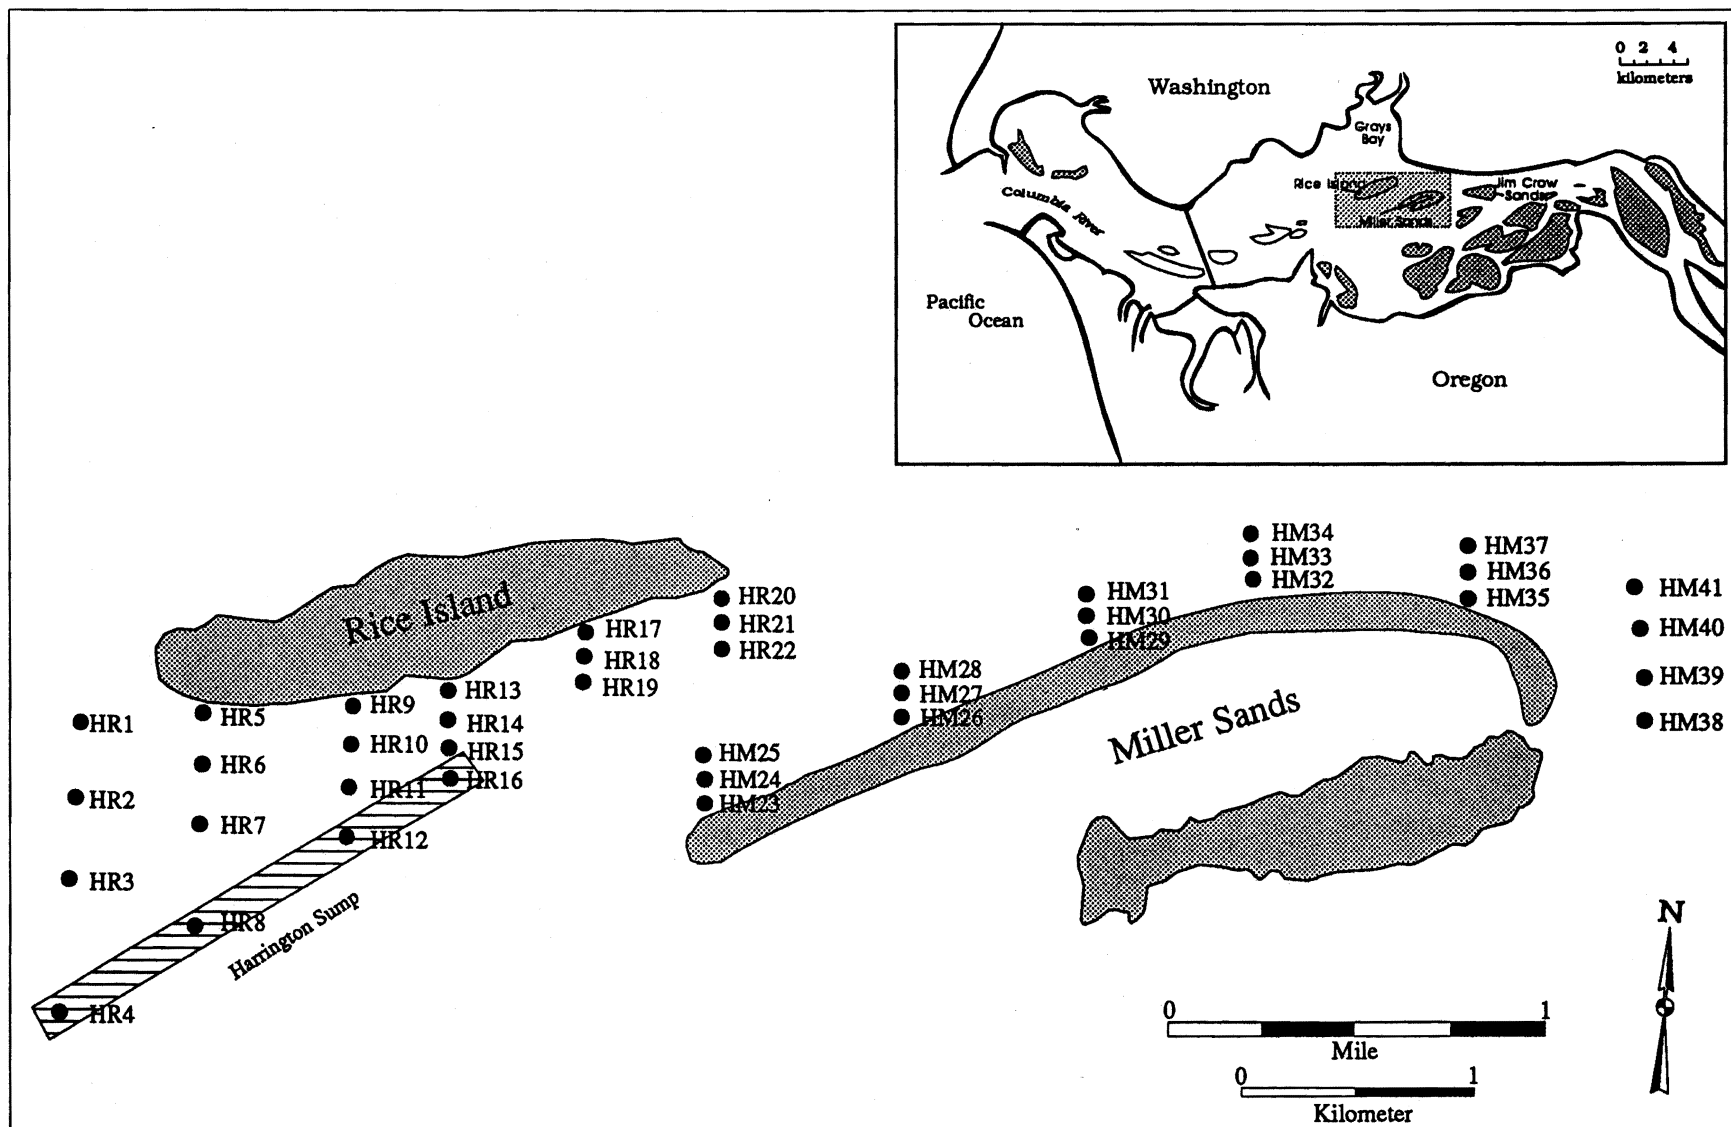 0 2 4
kilometers
Washington
Grays
Bay
Rice Island
Jim Crow
Sands
Miller Sands
Columbia River
Pacific
Ocean
Oregon
HM34
HM33
HM32
HM37
HM36
HM35
HM31
HM30
HM29
HM41
HM40
HM39
HM38
Rice Island
HR20
HR21
HR22
HR17
HR18
HR19
HM28
HM27
HM26
HR13
HR14
HR15
HR16
HR9
HR10
HR11
HR12
HR5
HR6
HR7
HR8
HR1
HR2
HR3
HR4
HM25
HM24
HM23
Miller Sands
Harrington Sump
N
0 1
Mile
0 1
Kilometer